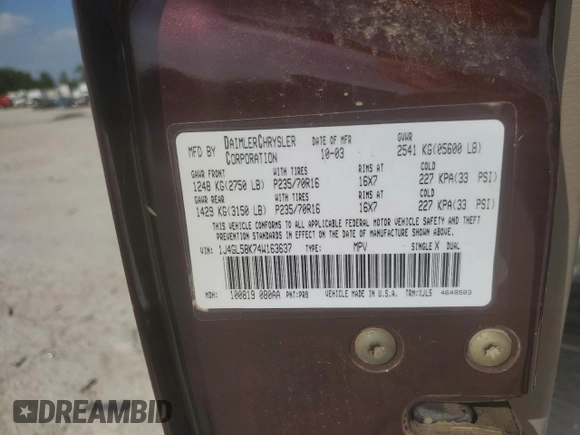 MFD BY DAIMLERCHRYSLER CORPORATION DATE OF MFR 10-03 GVWR 2541 KG(05600 LB)
GAWR FRONT WITH TIRES RIMS AT COLD
1248 KG(2750 LB) P235/70R16 16X7 227 KPA(33 PSI)
GAWR REAR WITH TIRES RIMS AT COLD
1429 KG(3150 LB) P235/70R16 16X7 227 KPA(33 PSI)
THIS VEHICLE CONFORMS TO ALL APPLICABLE FEDERAL MOTOR VEHICLE SAFETY AND THEFT
PREVENTION STANDARDS IN EFFECT ON THE DATE OF MANUFACTURE SHOWN ABOVE.
VIN: 1J4GL58K74W163637 TYPE: MPV SINGLE X DUAL
MDH: 100819 080AA PNT:PR9 VEHICLE MADE IN U.S.A. TRM:XJL5 4648503
DREAMBID